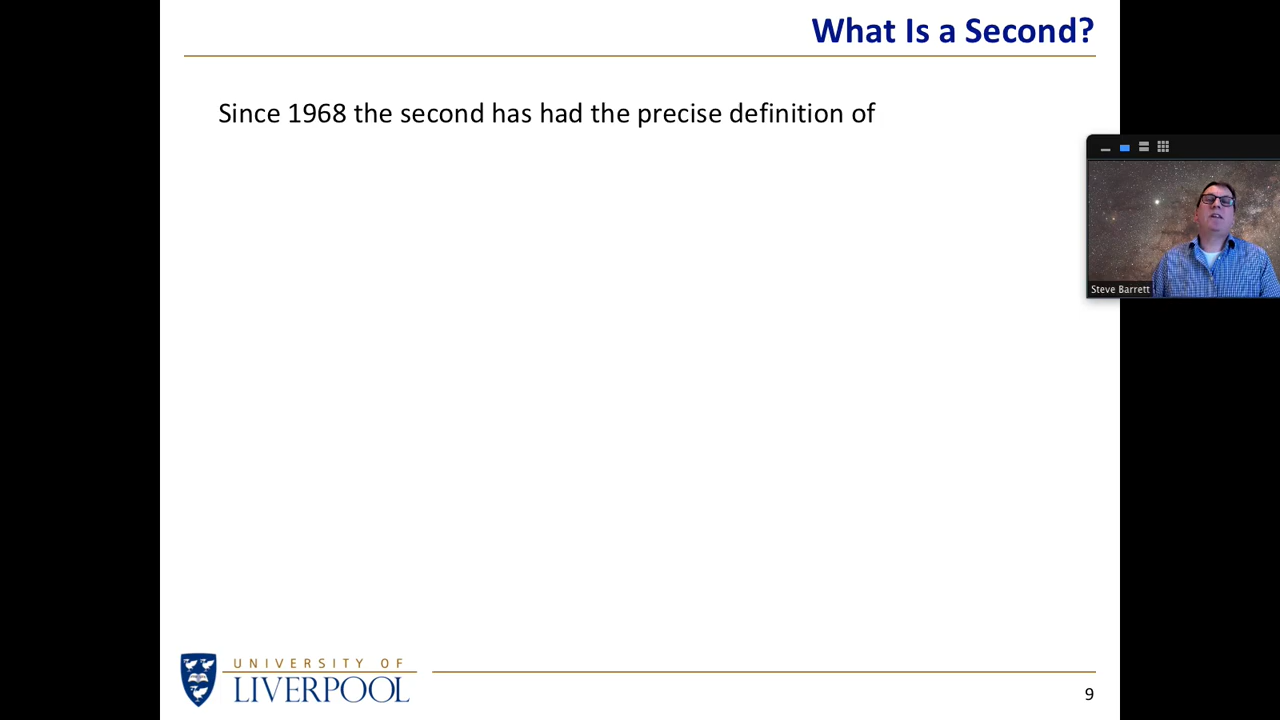 What Is a Second?
Since 1968 the second has had the precise definition of
Steve Barrett
UNIVERSITY OF
LIVERPOOL
9